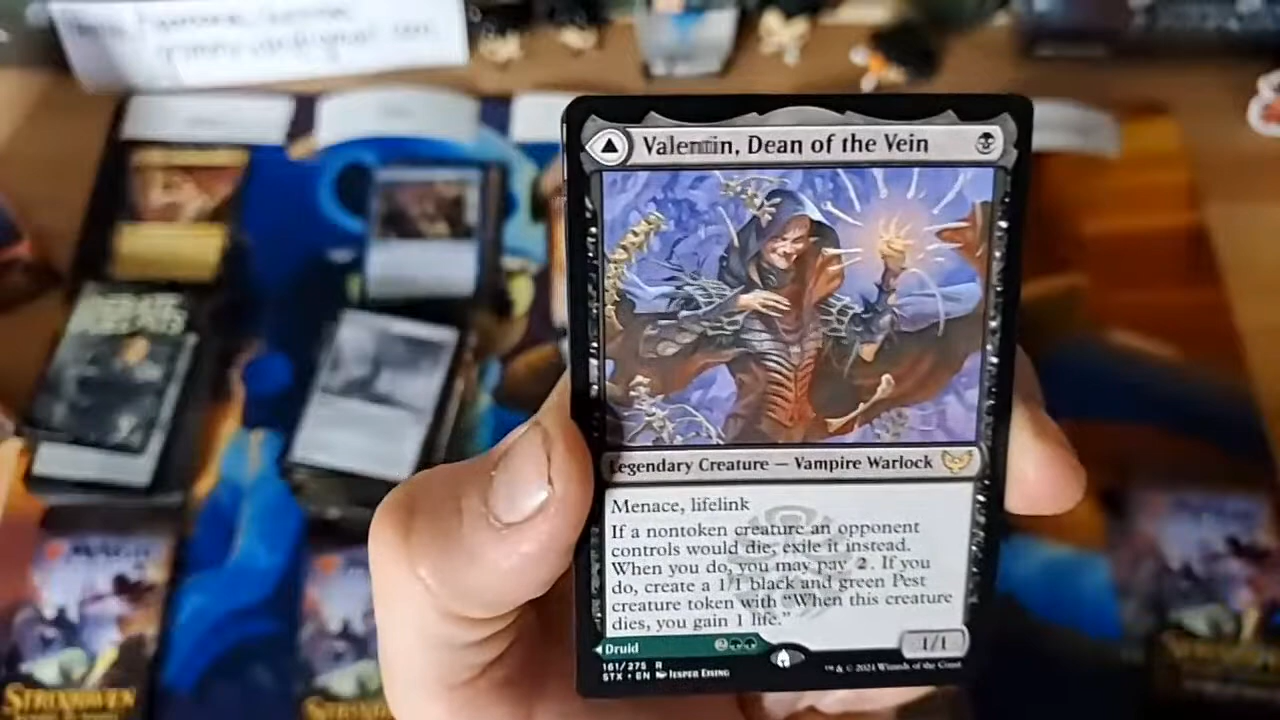 Valentin, Dean of the Vein
Legendary Creature — Vampire Warlock
Menace, lifelink
If a nontoken creature an opponent
controls would die, exile it instead.
When you do, you may pay 2. If you
do, create a 1/1 black and green Pest
creature token with “When this creature
dies, you gain 1 life.”
Druid 2
1/1
161/275 R
STX • EN Jesper Ejsing
™ & © 2021 Wizards of the Coast
MAGIC
STRIXHAVEN